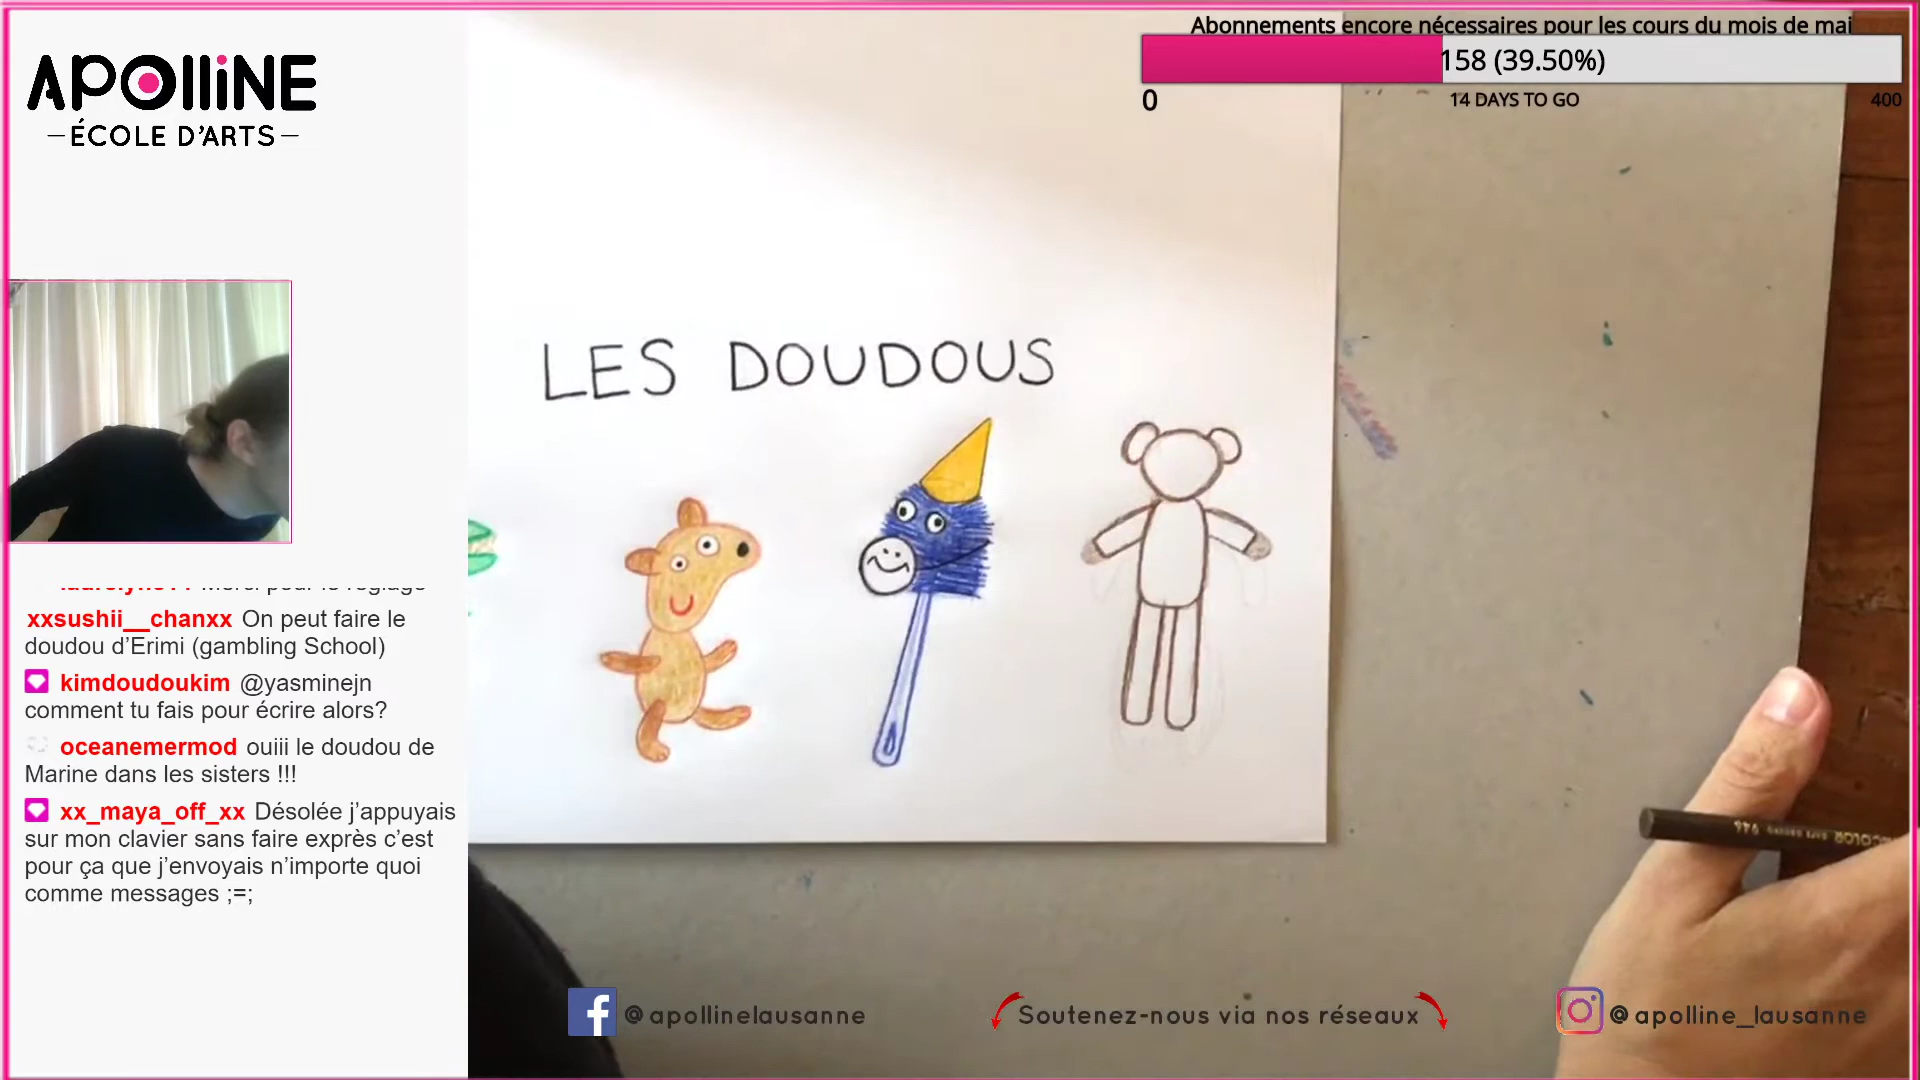 APOLLINE
–ÉCOLE D'ARTS–
Abonnements encore nécessaires pour les cours du mois de mai
158 (39.50%)
0
14 DAYS TO GO
400
LES DOUDOUS
xxsushii__chanxx On peut faire le
doudou d'Erimi (gambling School)
kimdoudoukim @yasminejn
comment tu fais pour écrire alors?
oceanemermod ouiii le doudou de
Marine dans les sisters !!!
xx_maya_off_xx Désolée j'appuyais
sur mon clavier sans faire exprès c'est
pour ça que j'envoyais n'importe quoi
comme messages ;=;
946
@apollinelausanne
Soutenez-nous via nos réseaux
@apolline_lausanne